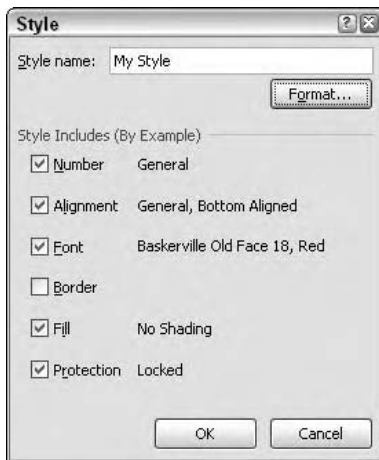 Style
Style name: My Style
Format...
Style Includes (By Example)
Number General
Alignment General, Bottom Aligned
Font Baskerville Old Face 18, Red
Border
Fill No Shading
Protection Locked
OK Cancel